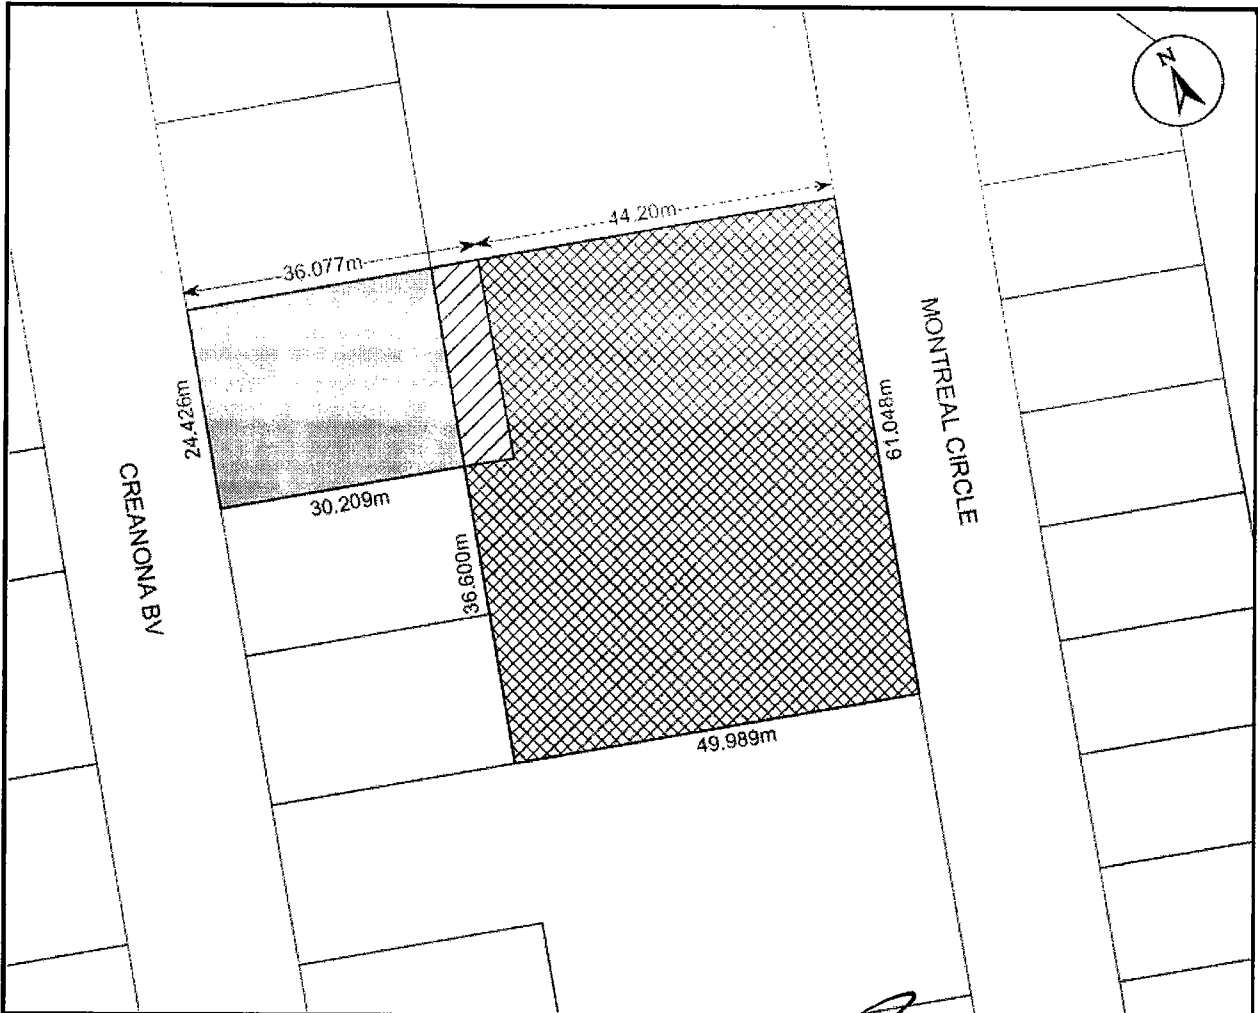 N
44.20m
36.077m
24.426m
30.209m
36.600m
61.048m
49.989m
CREANONA BV
MONTREAL CIRCLE